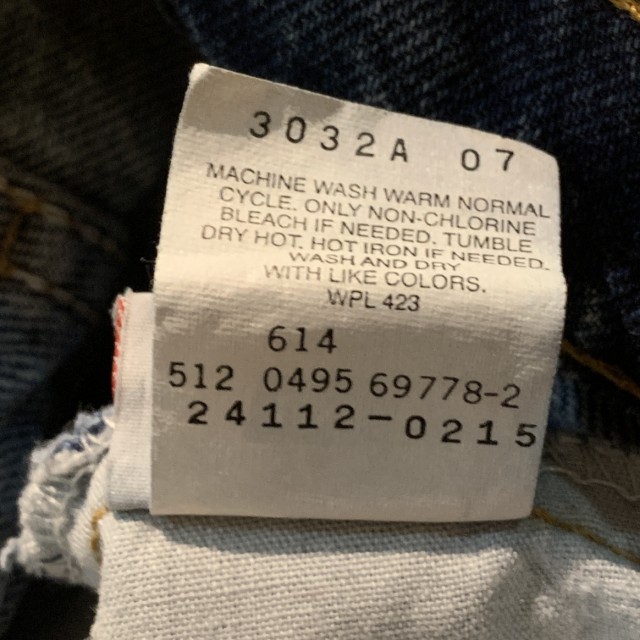 3032A 07
MACHINE WASH WARM NORMAL
CYCLE. ONLY NON-CHLORINE
BLEACH IF NEEDED. TUMBLE
DRY HOT. HOT IRON IF NEEDED.
WASH AND DRY
WITH LIKE COLORS.
WPL 423
614
512 0495 69778-2
24112-0215